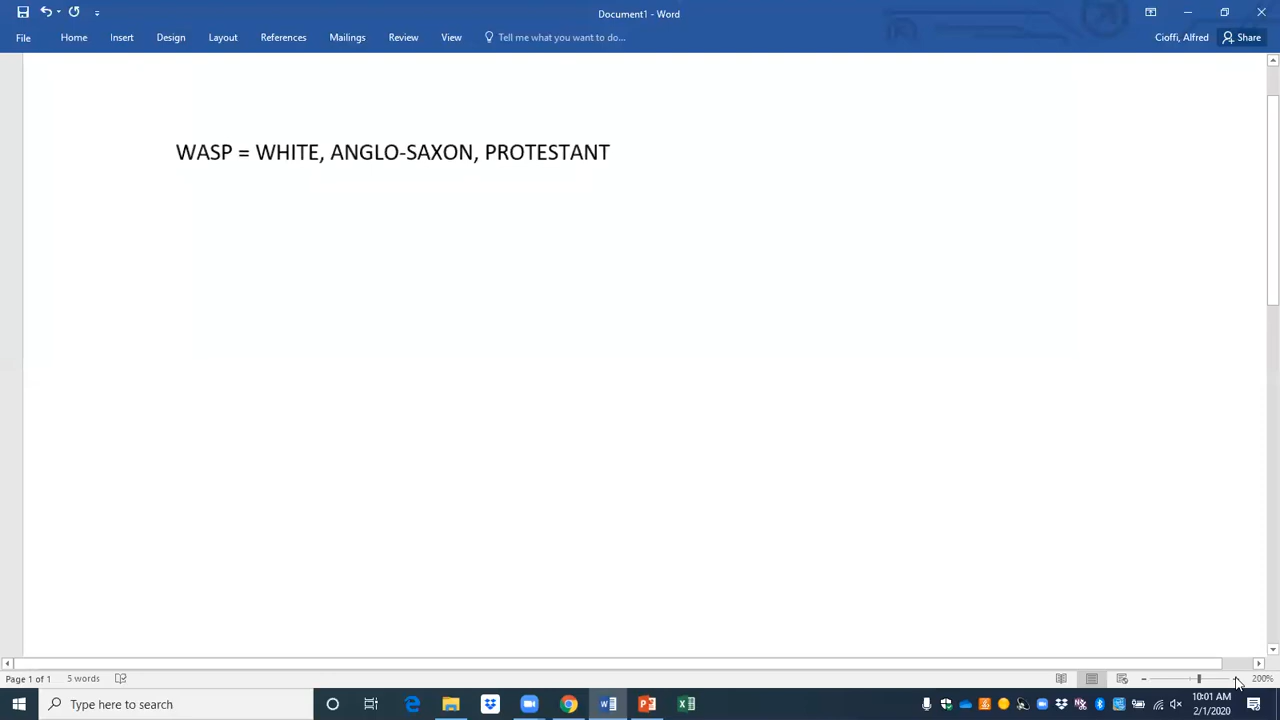 Document1 - Word
File Home Insert Design Layout References Mailings Review View Tell me what you want to do... Cioffi, Alfred Share
WASP = WHITE, ANGLO-SAXON, PROTESTANT
Page 1 of 1 5 words 200%
Type here to search 10:01 AM
2/1/2020